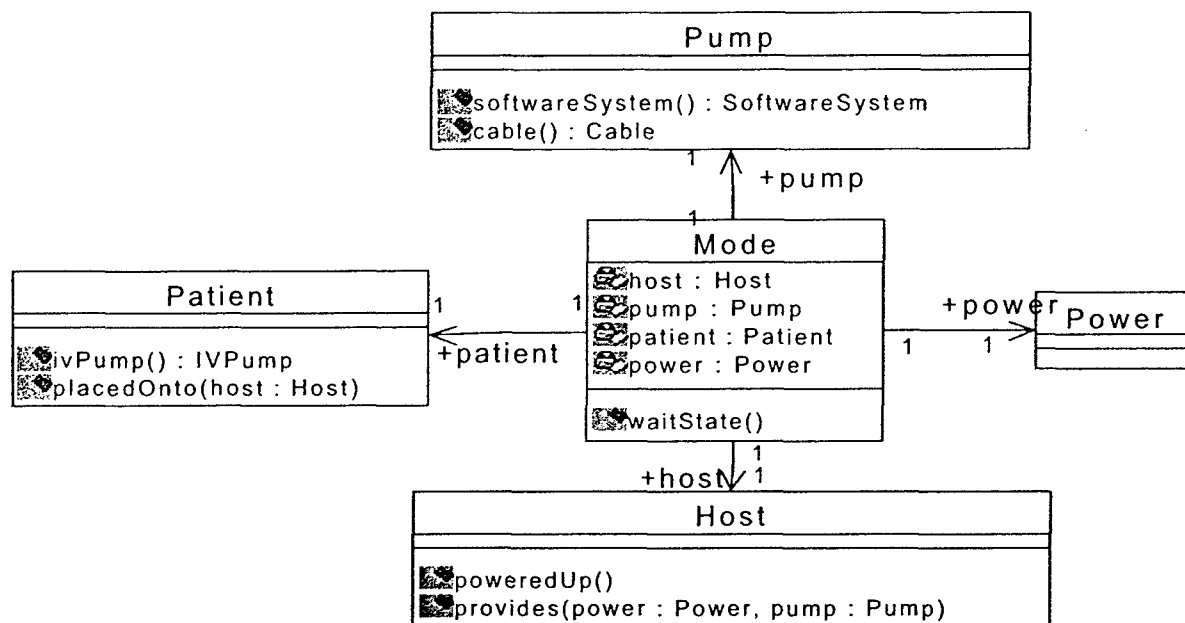 Pump
softwareSystem() : SoftwareSystem
cable() : Cable
1
+pump
1
Mode
host : Host
pump : Pump
patient : Patient
power : Power
waitState()
Patient
ivPump() : IVPump
placedOnto(host : Host)
1
1
+patient
+power
1
1
Power
1
+host
1
Host
poweredUp()
provides(power : Power, pump : Pump)